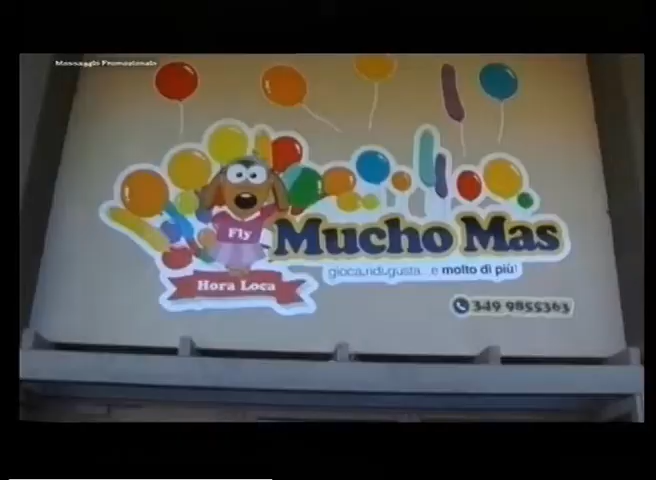 Messaggio Promozionale
Fly
Mucho Mas
gioca..ridi..gusta...e molto di più!
Hora Loca
349 9855363